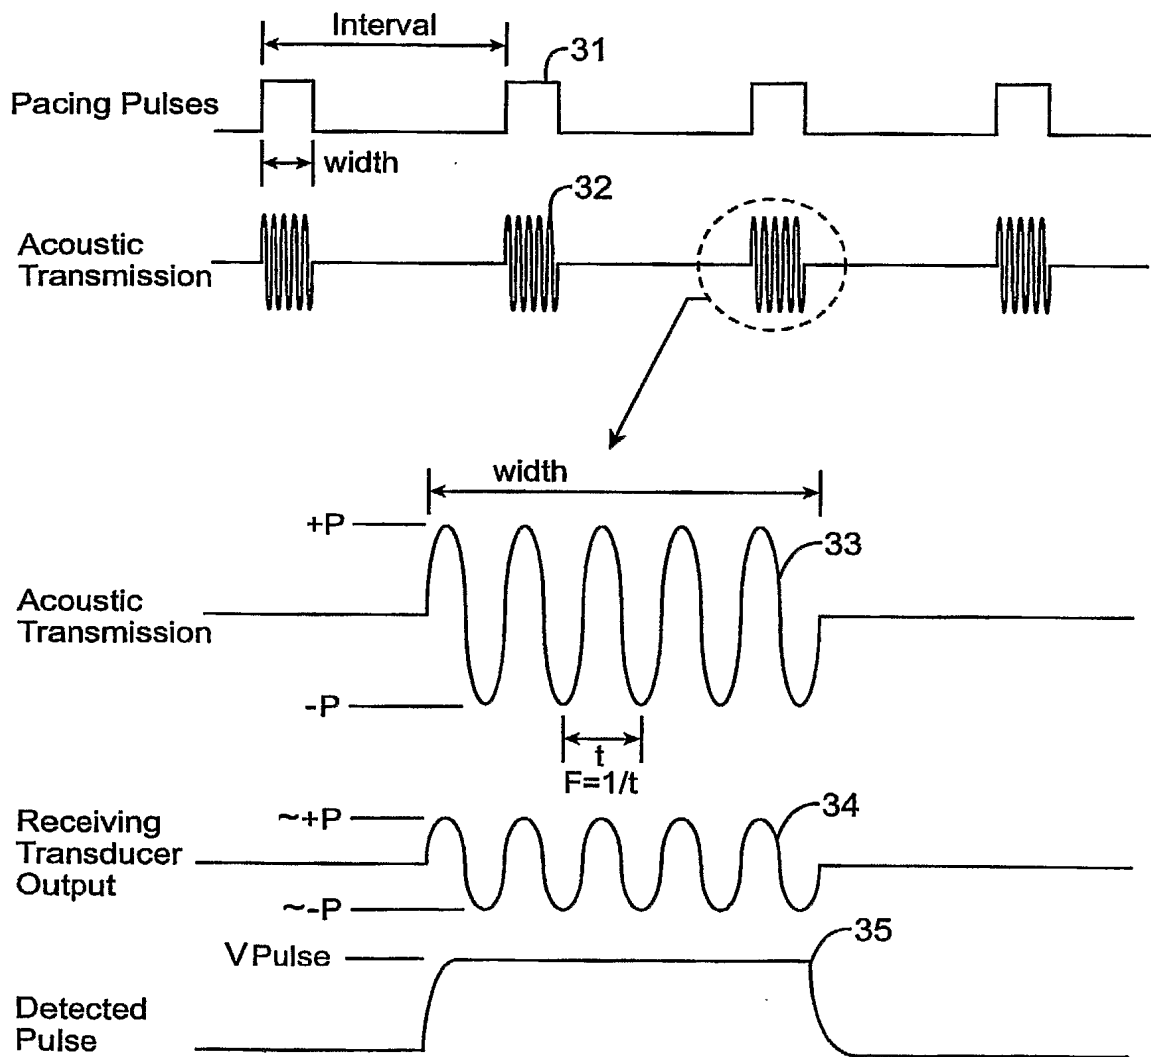 Interval
31
Pacing Pulses
width
32
Acoustic
Transmission
width
+P
33
Acoustic
Transmission
-P
t
F=1/t
34
Receiving
Transducer
Output
~+P
~-P
35
V Pulse
Detected
Pulse